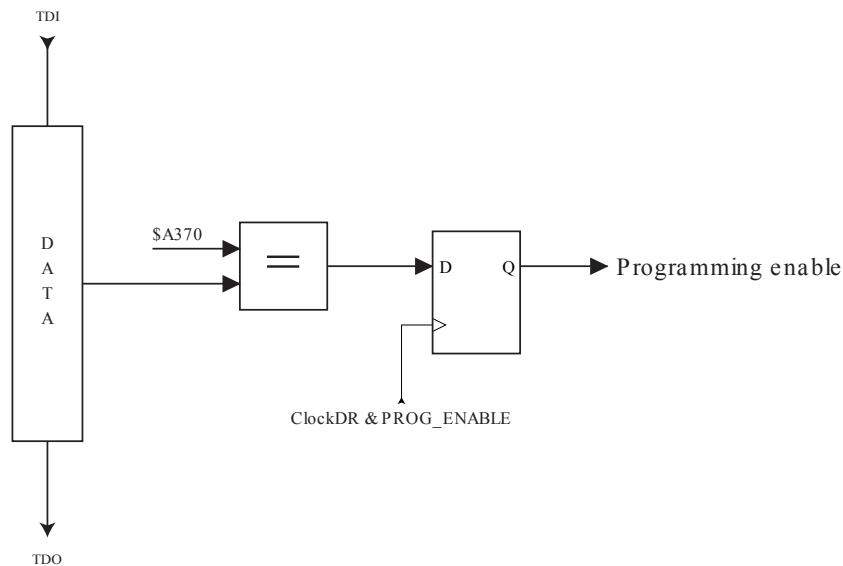 TDI
D
A
T
A
$A370
=
D
Q
Programming enable
ClockDR & PROG_ENABLE
TDO